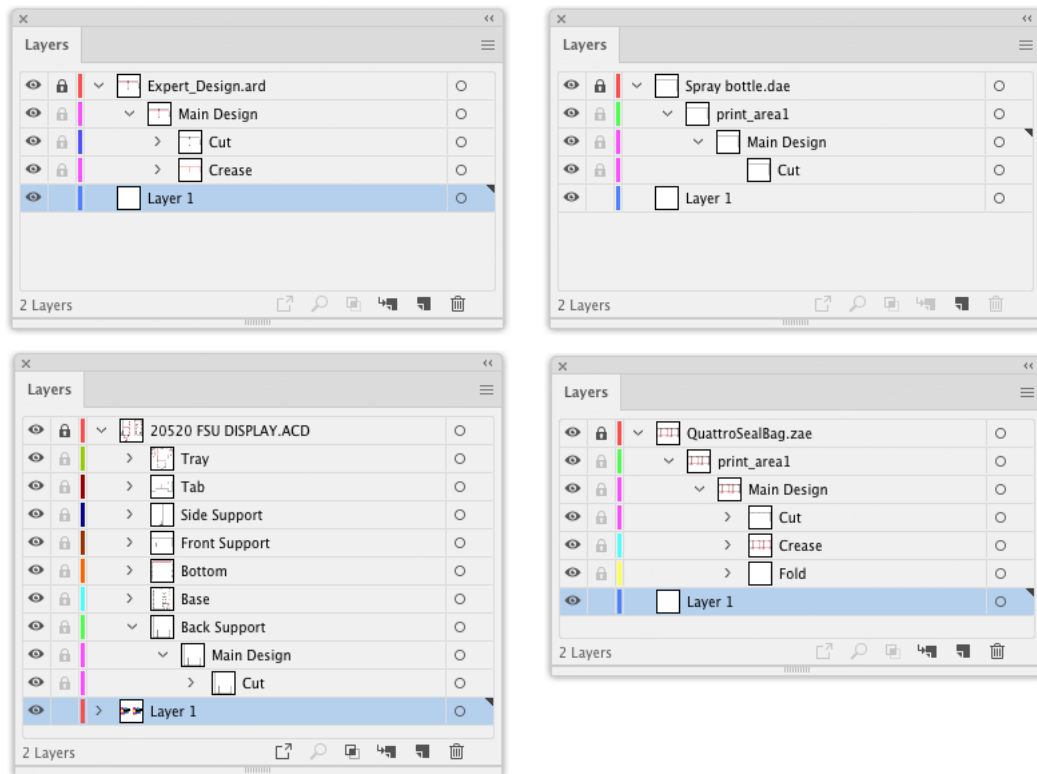 Layers
Expert_Design.ard
Main Design
Cut
Crease
Layer 1
2 Layers
Layers
Spray bottle.dae
print_area1
Main Design
Cut
Layer 1
2 Layers
Layers
20520 FSU DISPLAY.ACD
Tray
Tab
Side Support
Front Support
Bottom
Base
Back Support
Main Design
Cut
Layer 1
2 Layers
Layers
QuattroSealBag.zae
print_area1
Main Design
Cut
Crease
Fold
Layer 1
2 Layers